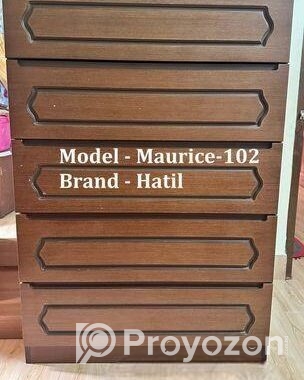 Model - Maurice-102
Brand - Hatil
Proyozon